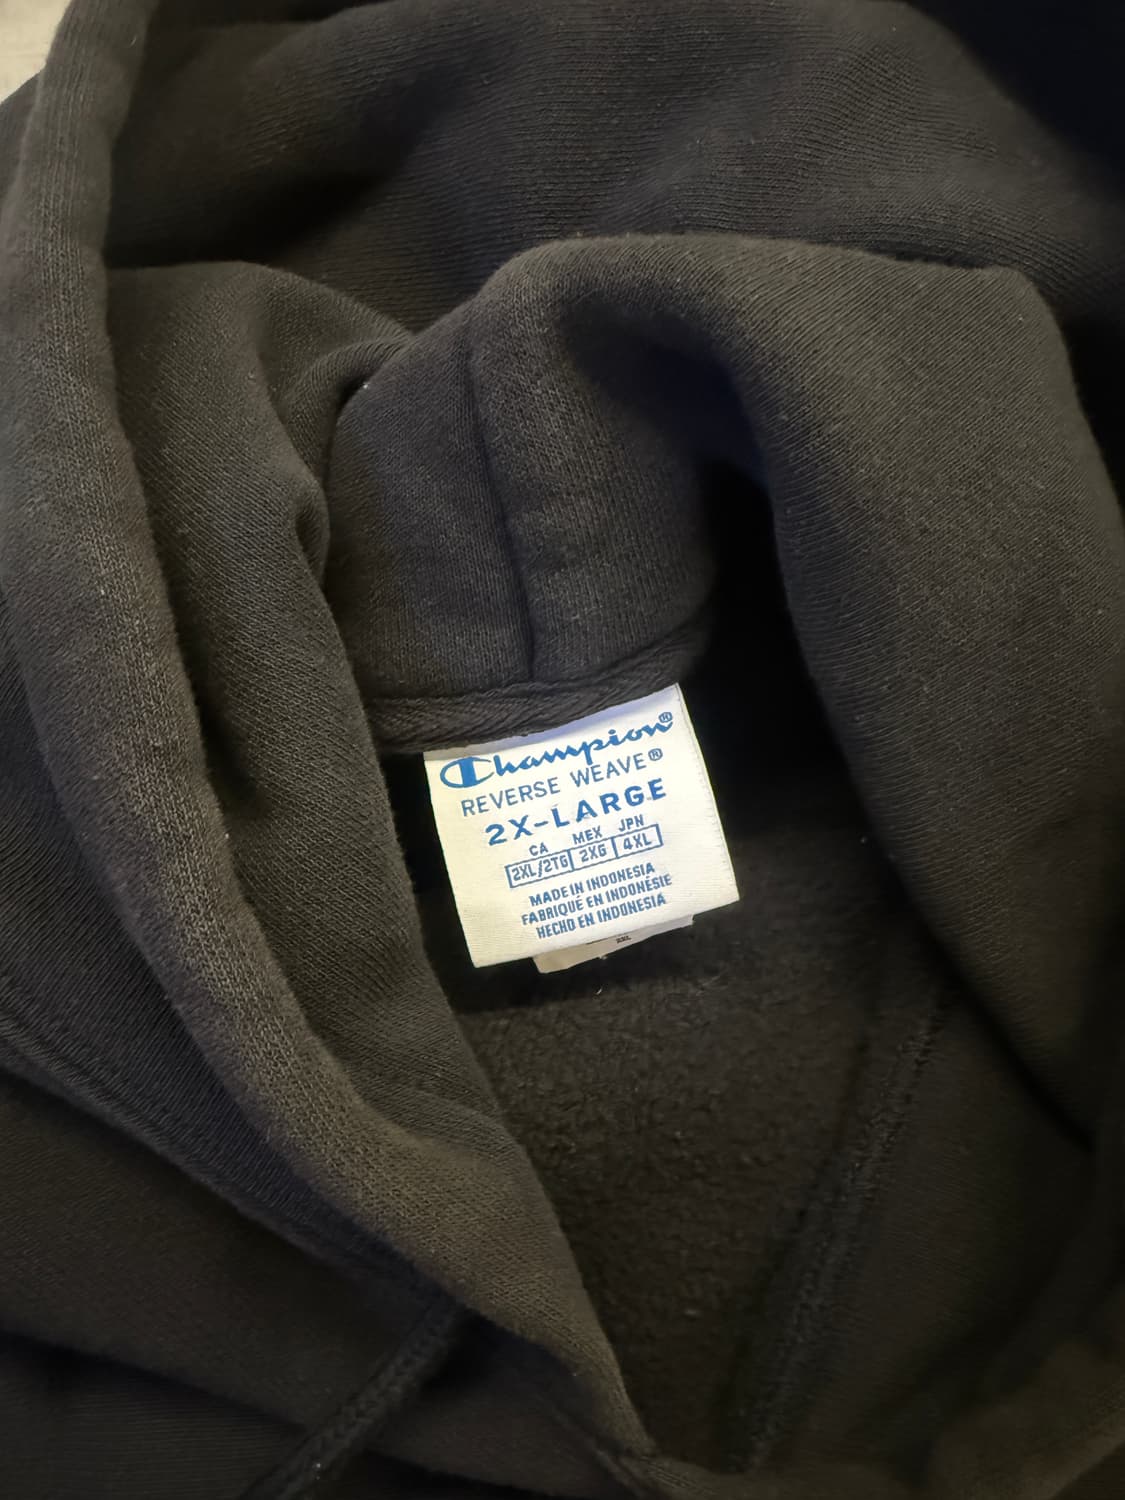 Champion®
REVERSE WEAVE®
2X-LARGE
CA MEX JPN
2XL/2TG 2XG 4XL
MADE IN INDONESIA
FABRIQUÉ EN INDONÉSIE
HECHO EN INDONESIA
2XL